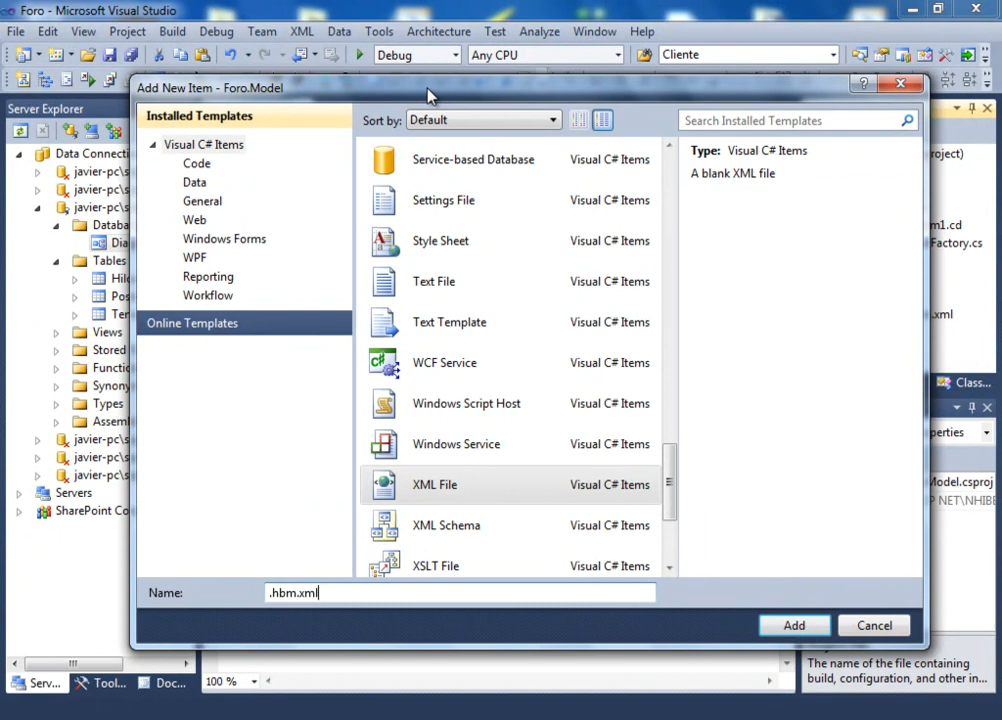 Foro - Microsoft Visual Studio
File Edit View Project Build Debug Team XML Data Tools Architecture Test Analyze Window Help
Debug Any CPU Cliente
Add New Item - Foro.Model
Server Explorer
Data Connecti
javier-pc\s
javier-pc\s
javier-pc\s
Databa
Dia
Tables
Hilo
Pos
Ter
Views
Stored
Functio
Synony
Types
Assem
javier-pc\s
javier-pc\s
javier-pc\s
Servers
SharePoint Co
Installed Templates
Visual C# Items
Code
Data
General
Web
Windows Forms
WPF
Reporting
Workflow
Online Templates
Sort by: Default
Search Installed Templates
Service-based Database Visual C# Items
Settings File Visual C# Items
Style Sheet Visual C# Items
Text File Visual C# Items
Text Template Visual C# Items
WCF Service Visual C# Items
Windows Script Host Visual C# Items
Windows Service Visual C# Items
XML File Visual C# Items
XML Schema Visual C# Items
XSLT File Visual C# Items
Type: Visual C# Items
A blank XML file
Name: .hbm.xml
Add Cancel
oject)
m1.cd
Factory.cs
.xml
Class...
perties
Model.csproj
P NET\NHIBE
The name of the file containing
build, configuration, and other in...
Serv... Tool... Doc...
100 %